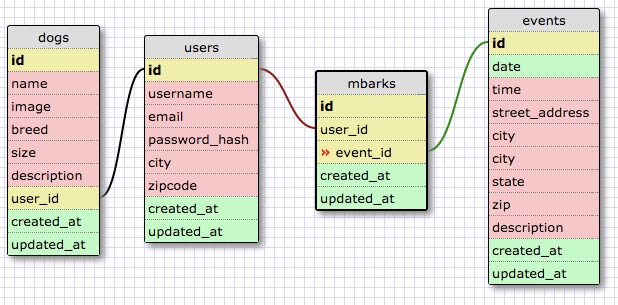 dogs
id
name
image
breed
size
description
user_id
created_at
updated_at
users
id
username
email
password_hash
city
zipcode
created_at
updated_at
mbarks
id
user_id
» event_id
created_at
updated_at
events
id
date
time
street_address
city
city
state
zip
description
created_at
updated_at